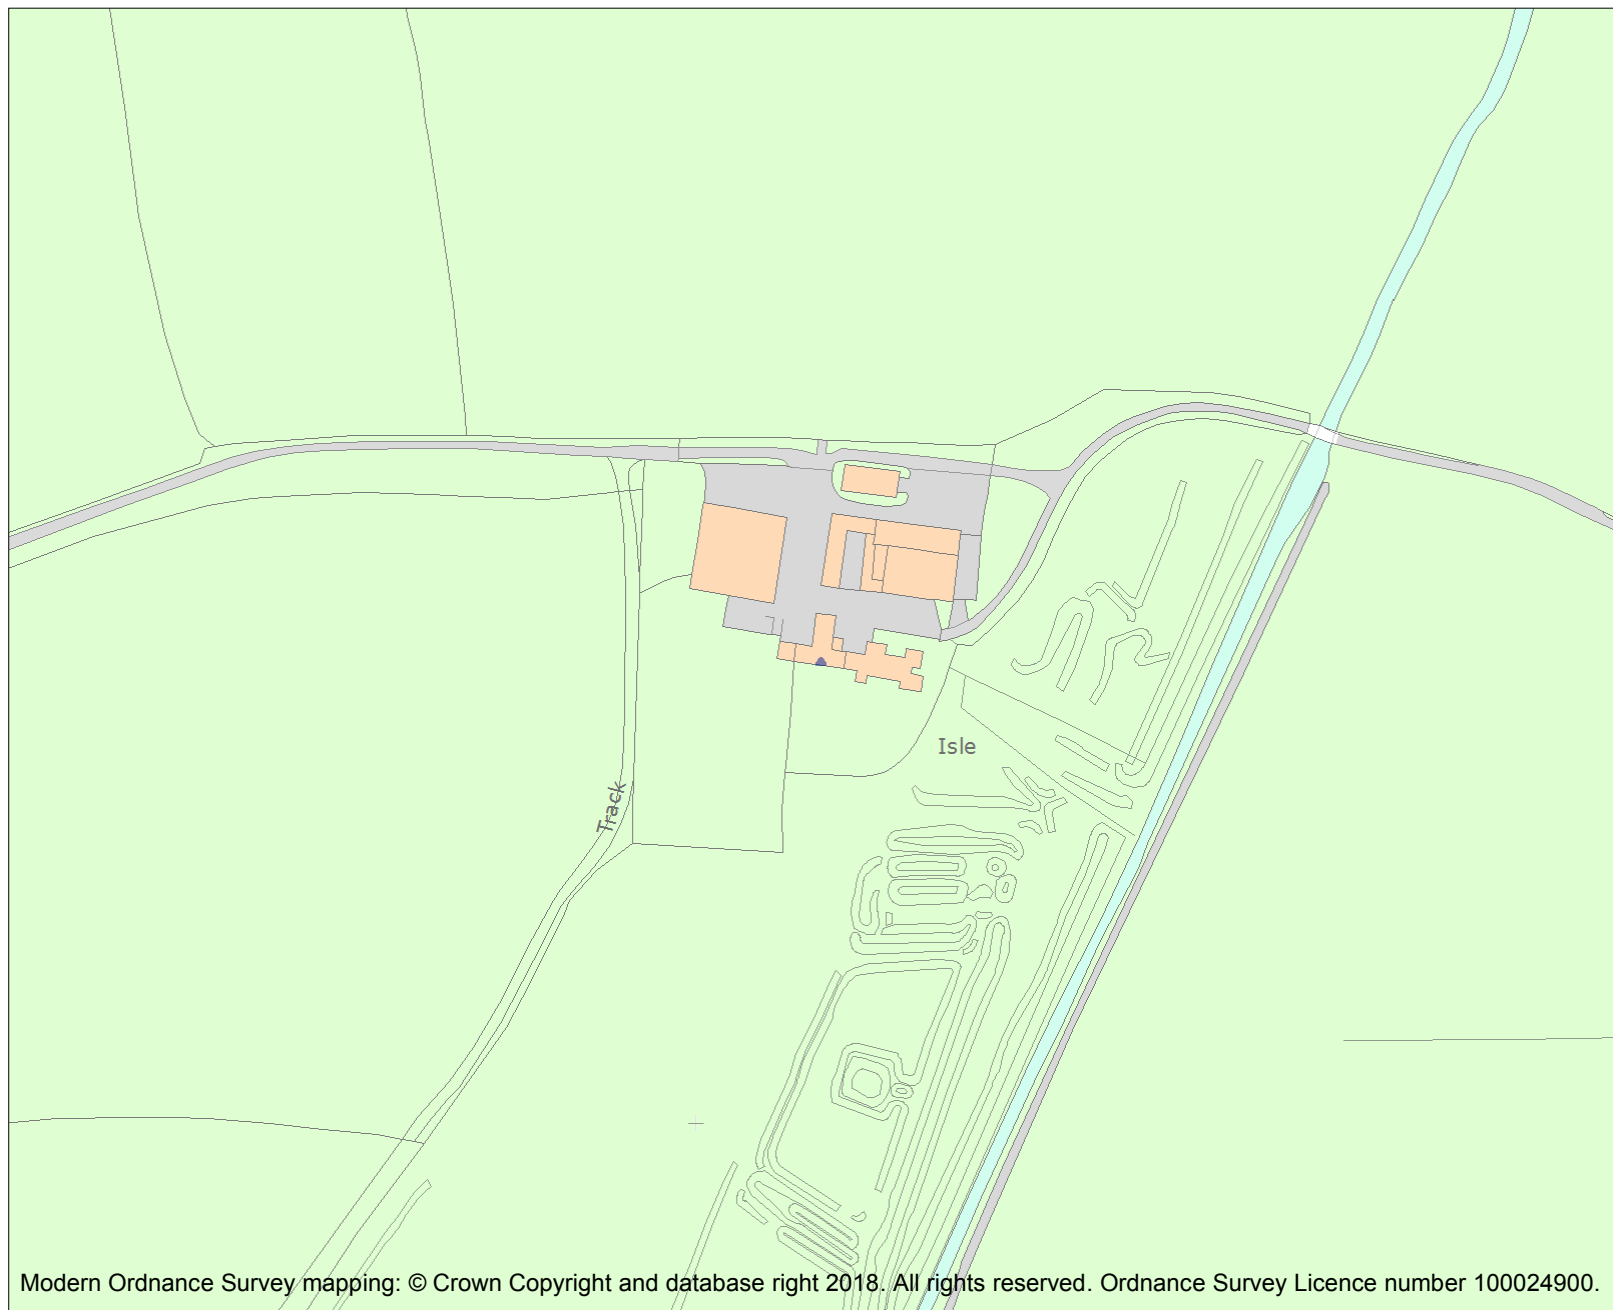 Isle
Track
Modern Ordnance Survey mapping: © Crown Copyright and database right 2018. All rights reserved. Ordnance Survey Licence number 100024900.